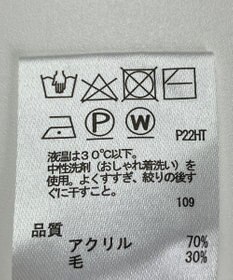 P W P22HT
液温は30℃以下。
中性洗剤（おしゃれ着洗い）を
使用。よくすすぎ、絞りの後す
ぐに干すこと。
109
品質
アクリル 70%
毛 30%